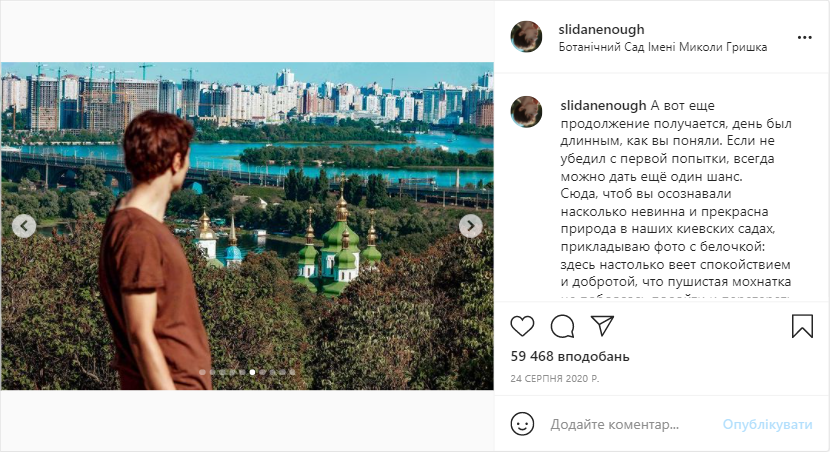 slidanenough
Ботанічний Сад Імені Миколи Гришка
slidanenough А вот еще
продолжение получается, день был
длинным, как вы поняли. Если не
убедил с первой попытки, всегда
можно дать ещё один шанс.
Сюда, чтоб вы осознавали
насколько невинна и прекрасна
природа в наших киевских садах,
прикладываю фото с белочкой:
здесь настолько веет спокойствием
и добротой, что пушистая мохнатка
59 468 вподобань
24 СЕРПНЯ 2020 Р.
Додайте коментар...
Опублікувати